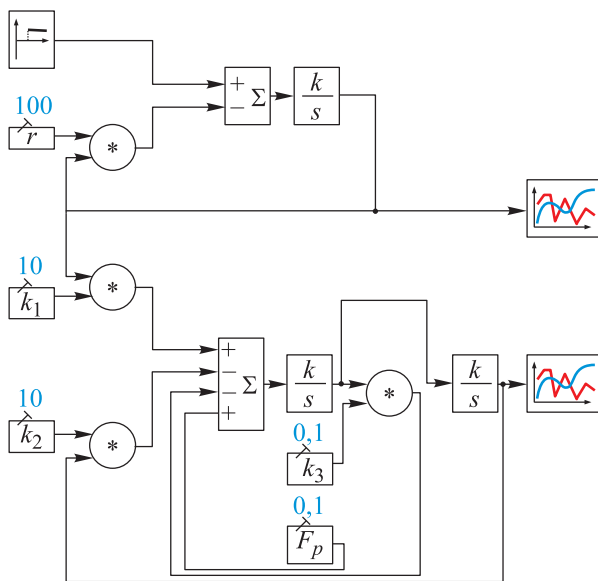 +
− Σ
k
s
100
r
*
10
k1
*
+
−
− Σ
+
k
s
*
k
s
10
k2
*
0,1
k3
0,1
Fp